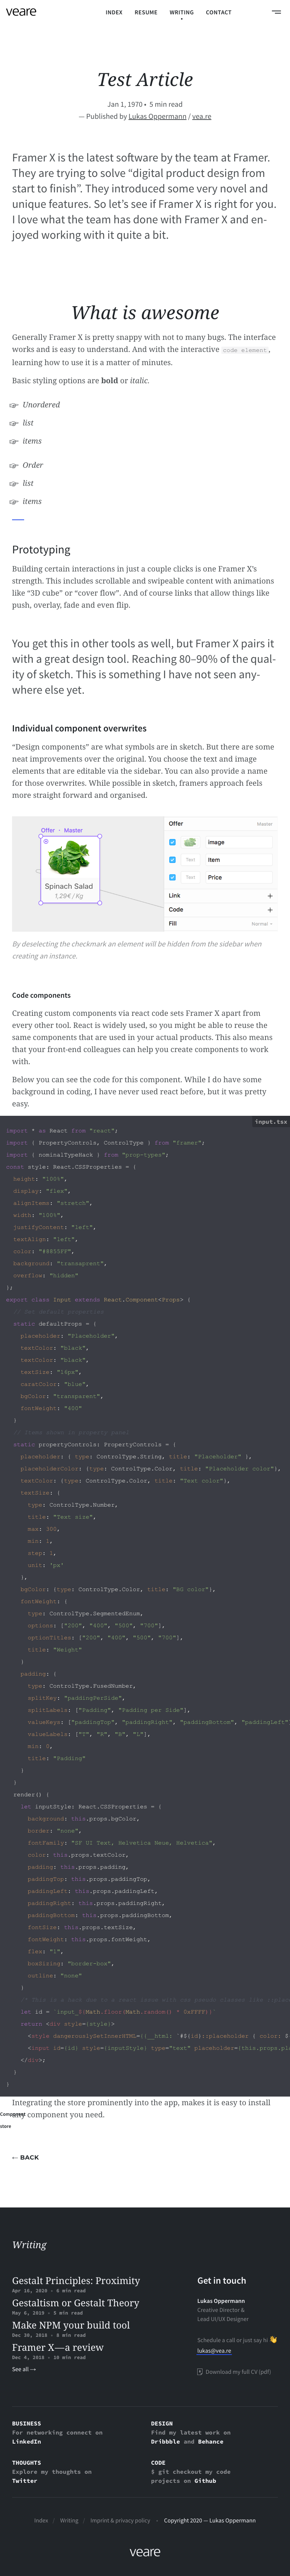 veare
INDEX RESUME WRITING CONTACT
Test Article
Jan 1, 1970 • 5 min read
— Published by Lukas Oppermann / vea.re
Framer X is the latest software by the team at Framer.
They are trying to solve “digital product design from
start to finish”. They introduced some very novel and
unique features. So let’s see if Framer X is right for you.
I love what the team has done with Framer X and en-
joyed working with it quite a bit.
What is awesome
Generally Framer X is pretty snappy with not to many bugs. The interface
works and is easy to understand. And with the interactive code element,
learning how to use it is a matter of minutes.
Basic styling options are bold or italic.
☞ Unordered
☞ list
☞ items
☞ Order
☞ list
☞ items
Prototyping
Building certain interactions in just a couple clicks is one Framer X’s
strength. This includes scrollable and swipeable content with animations
like “3D cube” or “cover flow”. And of course links that allow things like
push, overlay, fade and even flip.
You get this in other tools as well, but Framer X pairs it
with a great design tool. Reaching 80–90% of the qual-
ity of sketch. This is something I have not seen any-
where else yet.
Individual component overwrites
“Design components” are what symbols are in sketch. But there are some
neat improvements over the original. You can choose the text and image
elements that are editable via the sidebar. You can also provide a name
for those overwrites. While possible in sketch, framers approach feels
more straight forward and organised.
Offer • Master
Spinach Salad
1,29€ / Kg
Offer Master
image
Text Item
Text Price
Link +
Code +
Fill Normal
By deselecting the checkmark an element will be hidden from the sidebar when
creating an instance.
Code components
Creating custom components via react code sets Framer X apart from
every other tool. React is widely used, so you might be able to reuse the
same components that are used in your actual products. This also means
that your front-end colleagues can help you create components to work
with.
Below you can see the code for this component. While I do have some
background in coding, I have never used react before, but it was pretty
easy.
input.tsx
import * as React from "react";
import { PropertyControls, ControlType } from "framer";
import { nominalTypeHack } from "prop-types";
const style: React.CSSProperties = {
height: "100%",
display: "flex",
alignItems: "stretch",
width: "100%",
justifyContent: "left",
textAlign: "left",
color: "#8855FF",
background: "transaprent",
overflow: "hidden"
};
export class Input extends React.Component<Props> {
// Set default properties
static defaultProps = {
placeholder: "Placeholder",
textColor: "black",
textColor: "black",
textSize: "16px",
caratColor: "blue",
bgColor: "transparent",
fontWeight: "400"
}
static propertyControls: PropertyControls = {
placeholder: { type: ControlType.String, title: "Placeholder" },
placeholderColor: {type: ControlType.Color, title: "Placeholder color"},
textColor: {type: ControlType.Color, title: "Text color"},
textSize: {
type: ControlType.Number,
title: "Text size",
max: 300,
min: 1,
step: 1,
unit: 'px'
},
bgColor: {type: ControlType.Color, title: "BG color"},
fontWeight: {
type: ControlType.SegmentedEnum,
options: ["200", "400", "500", "700"],
optionTitles: ["200", "400", "500", "700"],
title: "Weight"
}
padding: {
type: ControlType.FusedNumber,
splitKey: "paddingPerSide",
splitLabels: ["Padding", "Padding per Side"],
valueKeys: ["paddingTop", "paddingRight", "paddingBottom", "paddingLeft"
valueLabels: ["T", "R", "B", "L"],
min: 0,
title: "Padding"
}
}
render() {
let inputStyle: React.CSSProperties = {
background: this.props.bgColor,
border: "none",
fontFamily: "SF UI Text, Helvetica Neue, Helvetica",
color: this.props.textColor,
padding: this.props.padding,
paddingTop: this.props.paddingTop,
paddingLeft: this.props.paddingLeft,
paddingRight: this.props.paddingRight,
paddingBottom: this.props.paddingBottom,
fontSize: this.props.textSize,
fontWeight: this.props.fontWeight,
flex: "1",
boxSizing: "border-box",
outline: "none"
}
let id = `input_${Math.floor(Math.random() * 0xFFFF)}`
return <div style={style}>
<style dangerouslySetInnerHTML={{__html: `#${id}::placeholder { color: $
<input id={id} style={inputStyle} type="text" placeholder={this.props.pla
</div>;
}
}
Component
store
Integrating the store prominently into the app, makes it is easy to install
any component you need.
← BACK
Writing
Gestalt Principles: Proximity
Apr 16, 2020 - 6 min read
Gestaltism or Gestalt Theory
May 6, 2019 - 5 min read
Make NPM your build tool
Dec 16, 2018 - 8 min read
Framer X — a review
Dec 4, 2018 - 10 min read
See all →
Get in touch
Lukas Oppermann
Creative Director &
Lead UI/UX Designer
Schedule a call or just say hi 👋
lukas@vea.re
Download my full CV (pdf)
BUSINESS
For networking connect on
LinkedIn
DESIGN
Find my latest work on
Dribbble and Behance
THOUGHTS
Explore my thoughts on
Twitter
CODE
$ git checkout my code
projects on Github
Index / Writing / Imprint & privacy policy – Copyright 2020 — Lukas Oppermann
veare